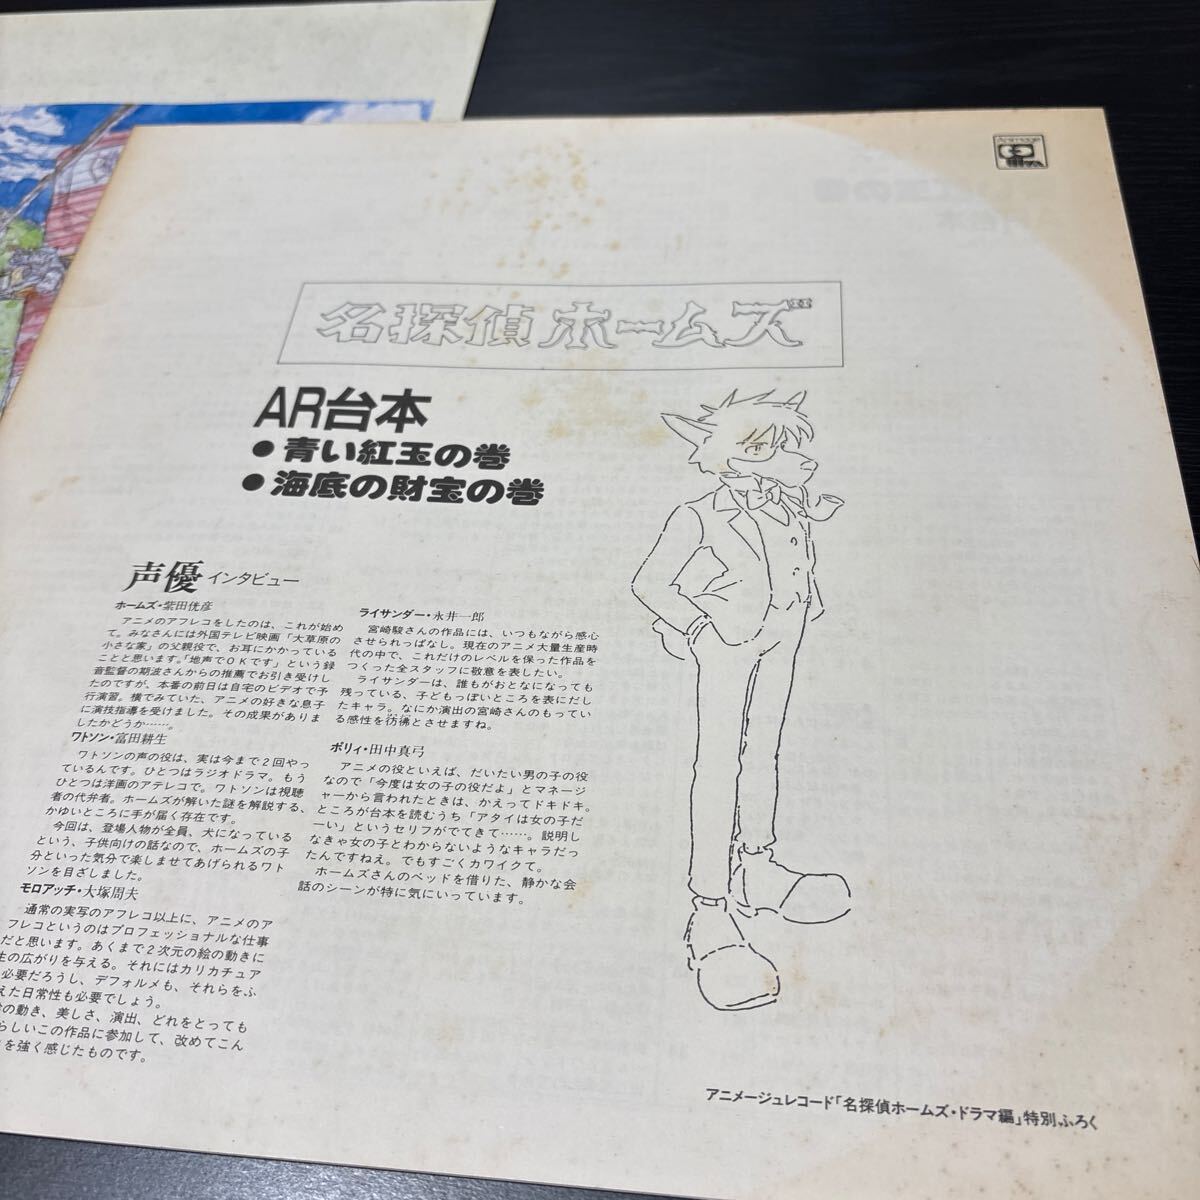 Animage
名探偵ホームズ
AR台本
●青い紅玉の巻
●海底の財宝の巻
声優インタビュー
ホームズ・柴田侊彦
アニメのアフレコをしたのは、これが始め
て。みなさんには外国テレビ映画「大草原の
小さな家」の父親役で、お耳にかかっている
ことと思います。「地声でOKです」という録
音監督の期波さんからの推薦でお引き受けし
たのですが、本番の前日は自宅のビデオで予
行演習。横でみていた、アニメの好きな息子
に演技指導を受けました。その成果がありま
したかどうか……。
ワトソン・富田耕生
ワトソンの声の役は、実は今まで2回やっ
ているんです。ひとつはラジオドラマ。もう
ひとつは洋画のアテレコで。ワトソンは視聴
者の代弁者。ホームズが解いた謎を解説する、
かゆいところに手が届く存在です。
今回は、登場人物が全員、犬になっている
という、子供向けの話なので、ホームズの子
分といった気分で楽しませてあげられるワト
ソンを目ざしました。
モロアッチ・大塚周夫
通常の実写のアフレコ以上に、アニメのア
フレコというのはプロフェッショナルな仕事
だと思います。あくまで2次元の絵の動きに
生の広がりを与える。それにはカリカチュア
必要だろうし、デフォルメも、それらをふ
えた日常性も必要でしょう。
の動き、美しさ、演出、どれをとっても
らしいこの作品に参加して、改めてこん
を強く感じたものです。
ライサンダー・永井一郎
宮崎駿さんの作品には、いつもながら感心
させられっぱなし。現在のアニメ大量生産時
代の中で、これだけのレベルを保った作品を
つくった全スタッフに敬意を表したい。
ライサンダーは、誰もがおとなになっても
残っている、子どもっぽいところを表にだし
たキャラ。なにか演出の宮崎さんのもってい
る感性を彷彿とさせますね。
ポリィ・田中真弓
アニメの役といえば、だいたい男の子の役
なので「今度は女の子の役だよ」とマネージ
ャーから言われたときは、かえってドキドキ。
ところが台本を読むうち「アタイは女の子だ
ーい」というセリフがでてきて……。説明し
なきゃ女の子とわからないようなキャラだっ
たんですねえ。でもすごくカワイクて。
ホームズさんのベッドを借りた、静かな会
話のシーンが特に気にいっています。
アニメージュレコード「名探偵ホームズ・ドラマ編」特別ふろく